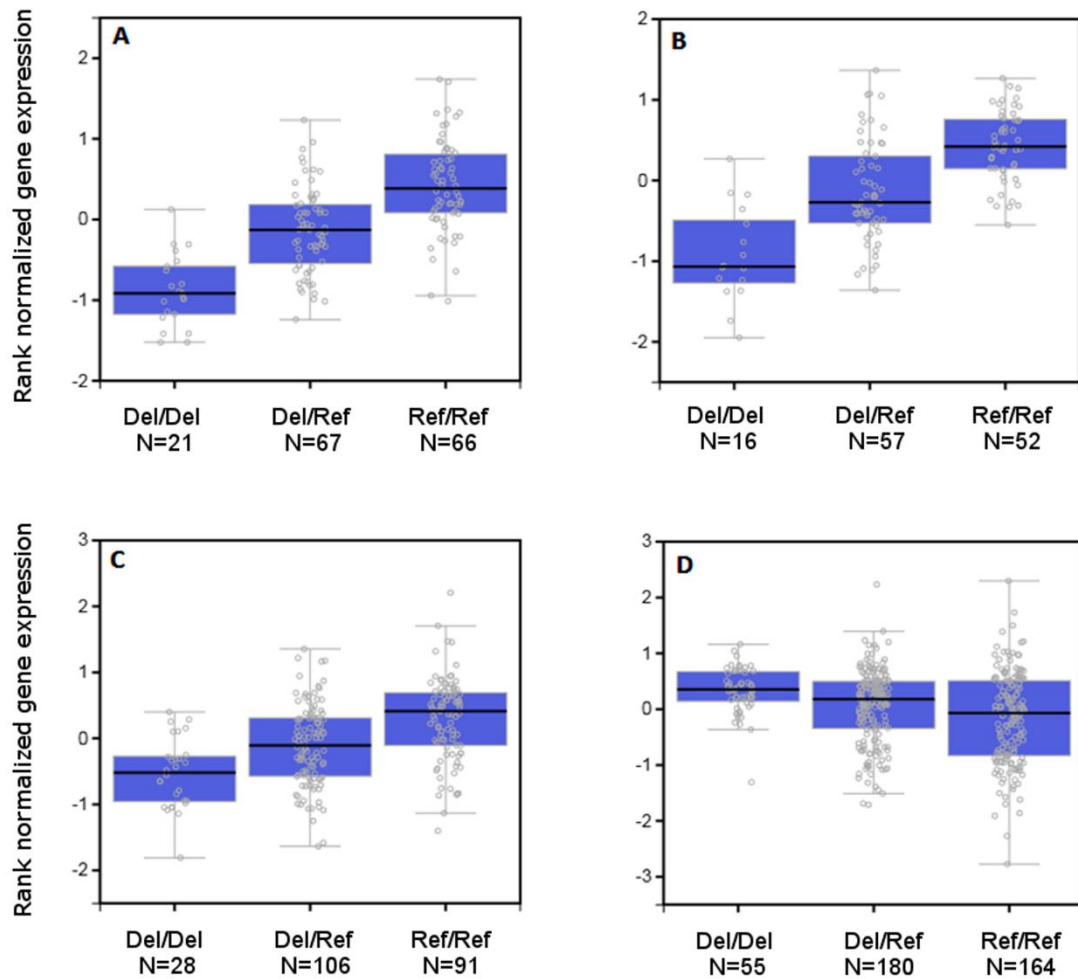 A
B
Rank normalized gene expression
2
1
0
-1
-2
2
1
0
-1
-2
Del/Del
N=21
Del/Ref
N=67
Ref/Ref
N=66
Del/Del
N=16
Del/Ref
N=57
Ref/Ref
N=52
C
D
Rank normalized gene expression
3
2
1
0
-1
-2
3
2
1
0
-1
-2
-3
Del/Del
N=28
Del/Ref
N=106
Ref/Ref
N=91
Del/Del
N=55
Del/Ref
N=180
Ref/Ref
N=164